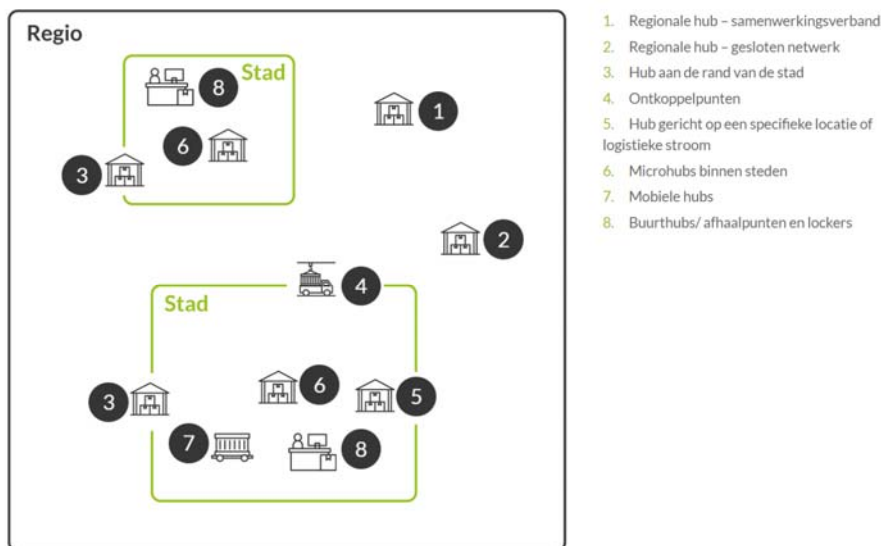 Regio
Stad
8
6
3
1
2
4
Stad
3
6
5
7
8
1. Regionale hub – samenwerkingsverband
2. Regionale hub – gesloten netwerk
3. Hub aan de rand van de stad
4. Ontkoppelpunten
5. Hub gericht op een specifieke locatie of
logistieke stroom
6. Microhubs binnen steden
7. Mobiele hubs
8. Buurthubs/ afhaalpunten en lockers